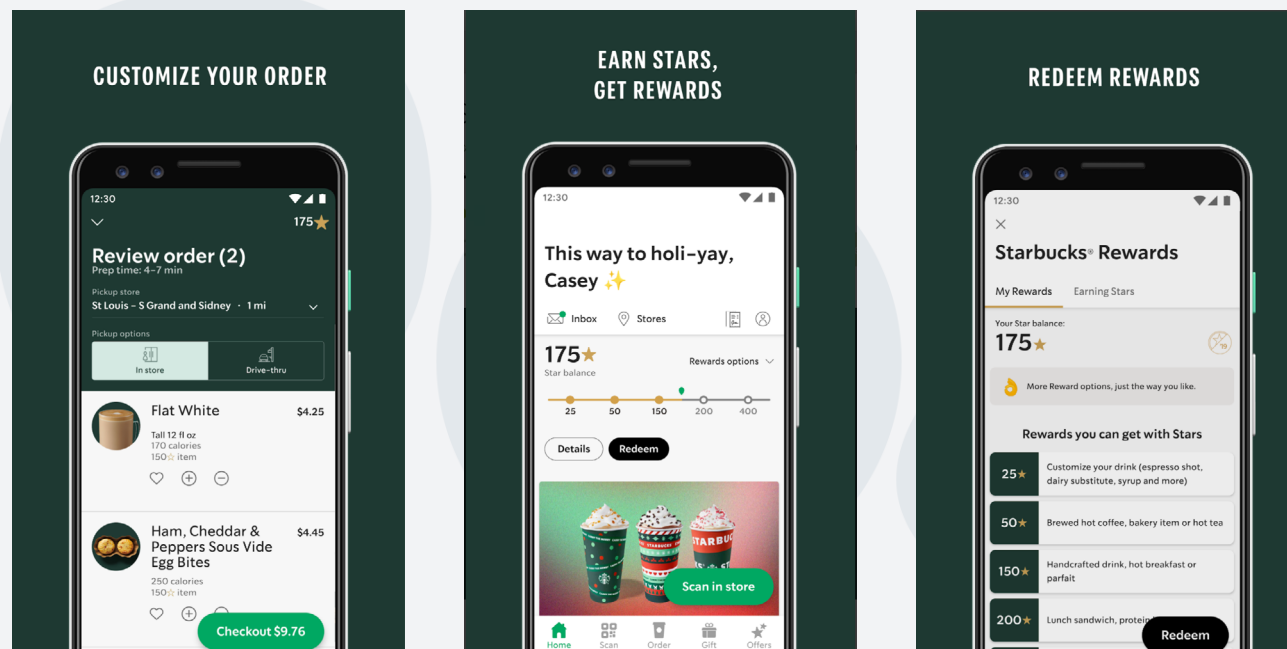 CUSTOMIZE YOUR ORDER
12:30
175
Review order (2)
Prep time: 4-7 min
Pickup store
St Louis – S Grand and Sidney · 1 mi
Pickup options
In store
Drive-thru
Flat White $4.25
Tall 12 fl oz
170 calories
150☆ item
Ham, Cheddar & $4.45
Peppers Sous Vide
Egg Bites
250 calories
150☆ item
Checkout $9.76
EARN STARS,
GET REWARDS
12:30
This way to holi-yay,
Casey ✨
Inbox Stores
175★ Rewards options
Star balance
25 50 150 200 400
Details Redeem
STARBUCKS
Scan in store
Home Scan Order Gift Offers
REDEEM REWARDS
12:30
Starbucks® Rewards
My Rewards Earning Stars
Your Star balance:
175★
More Reward options, just the way you like.
Rewards you can get with Stars
25★ Customize your drink (espresso shot,
dairy substitute, syrup and more)
50★ Brewed hot coffee, bakery item or hot tea
150★ Handcrafted drink, hot breakfast or
parfait
200★ Lunch sandwich, protein
Redeem